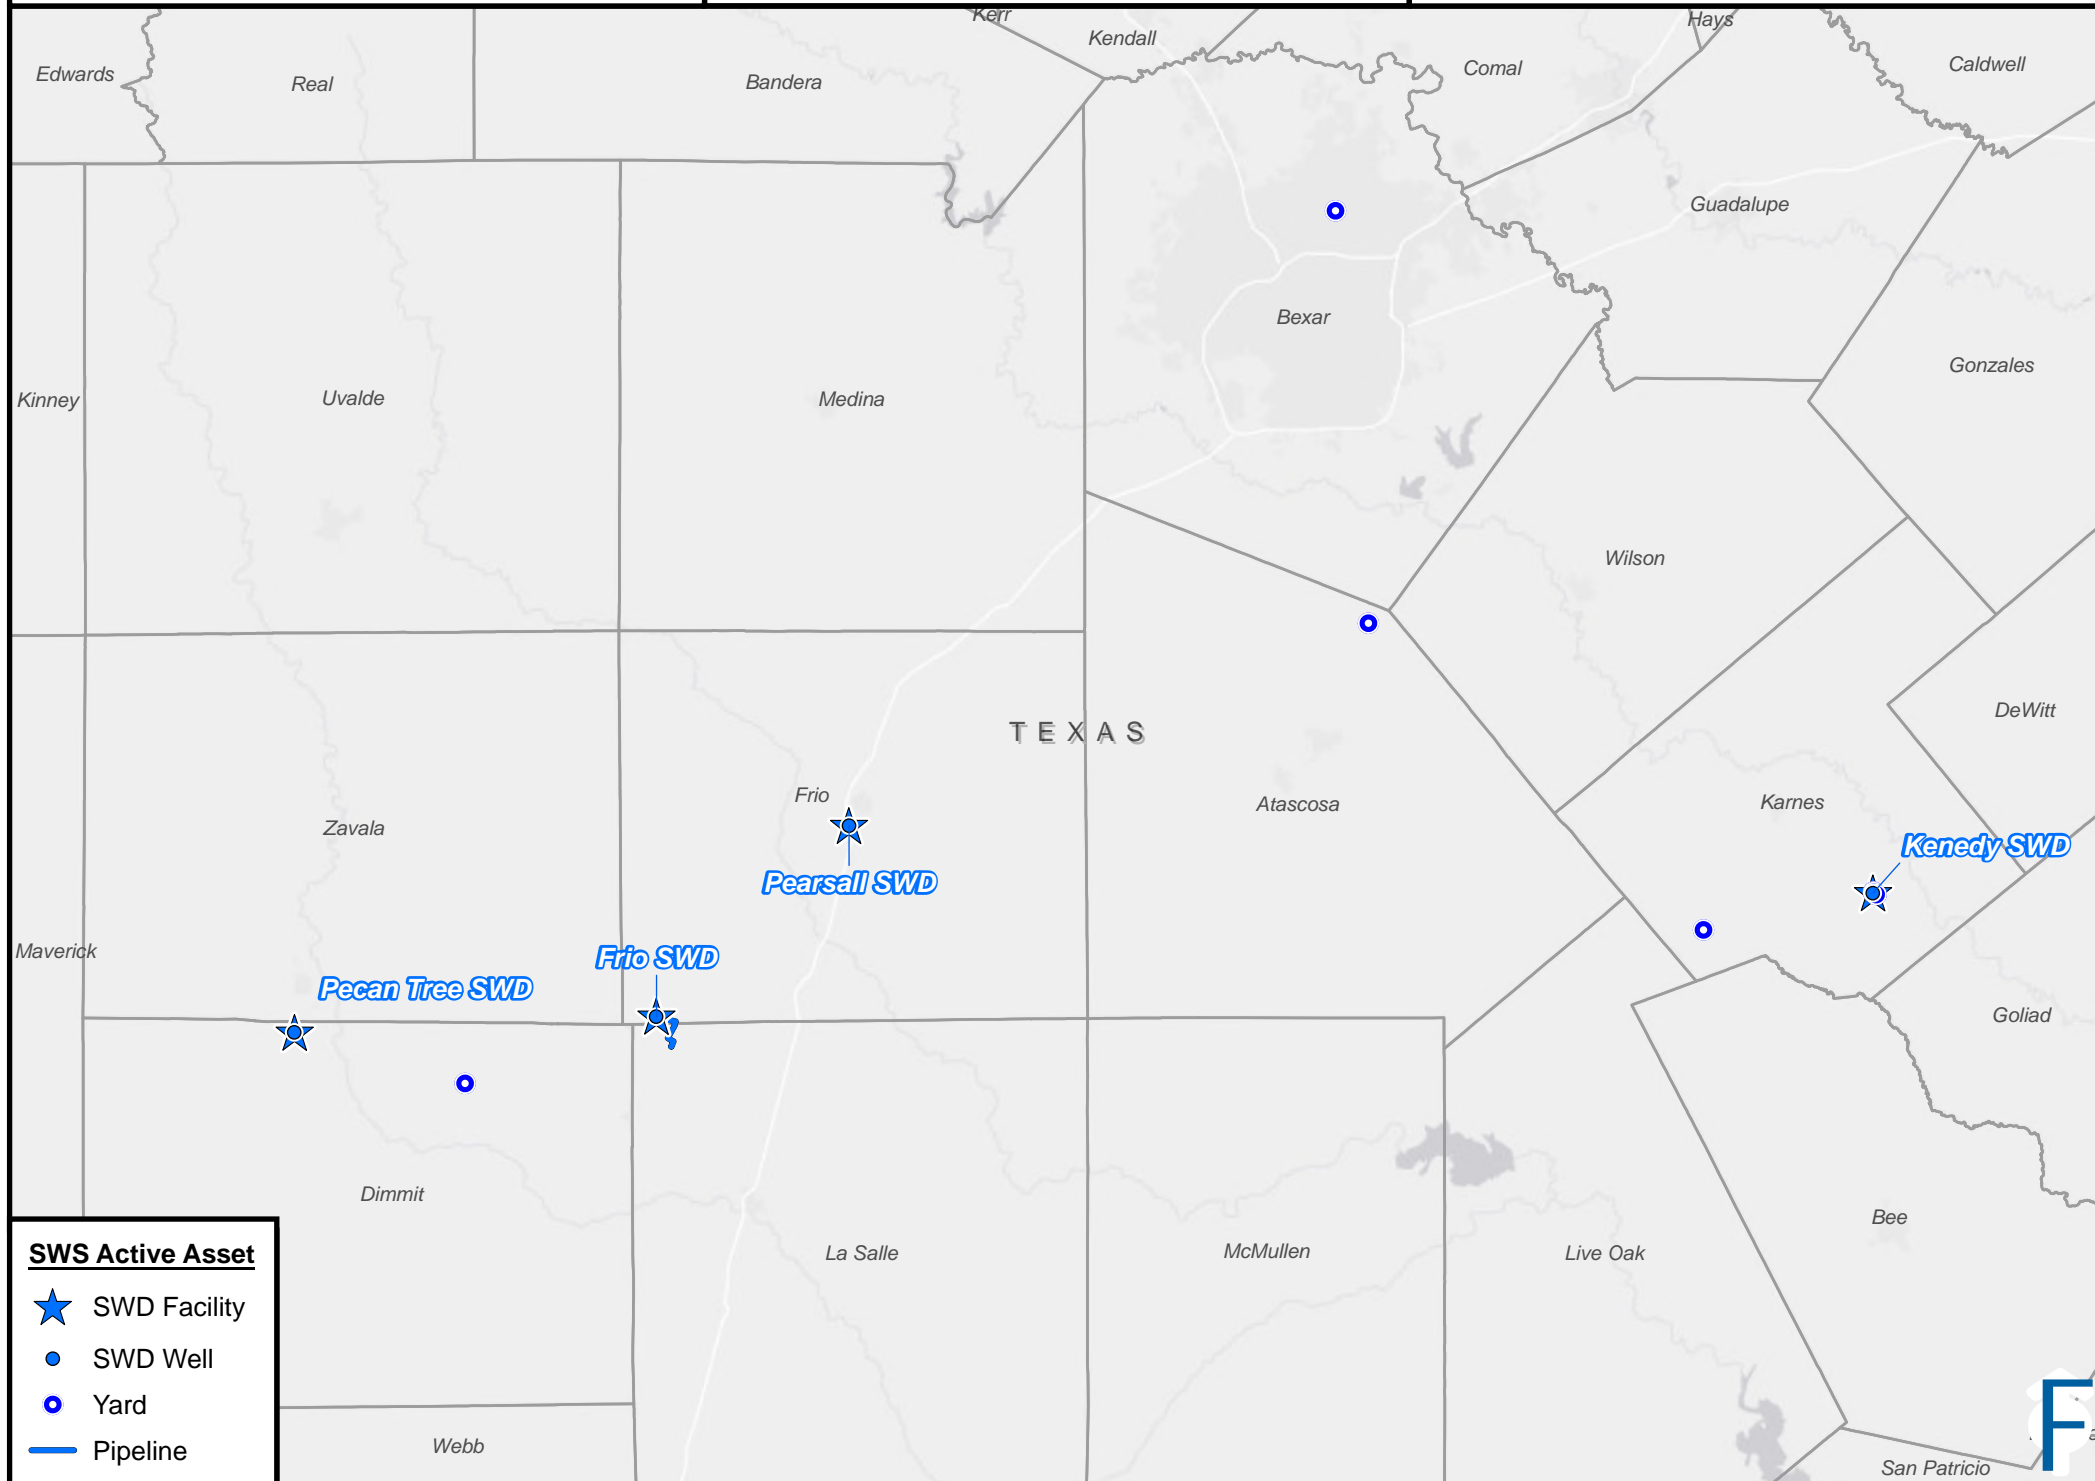 Kerr
Hays
Kendall
Edwards
Real
Bandera
Comal
Caldwell
Guadalupe
Bexar
Gonzales
Kinney
Uvalde
Medina
Wilson
DeWitt
TEXAS
Frio
Atascosa
Karnes
Zavala
Kenedy SWD
Pearsall SWD
Maverick
Frio SWD
Pecan Tree SWD
Goliad
Dimmit
Bee
La Salle
McMullen
Live Oak
SWS Active Asset
SWD Facility
SWD Well
Yard
Pipeline
Webb
San Patricio
F